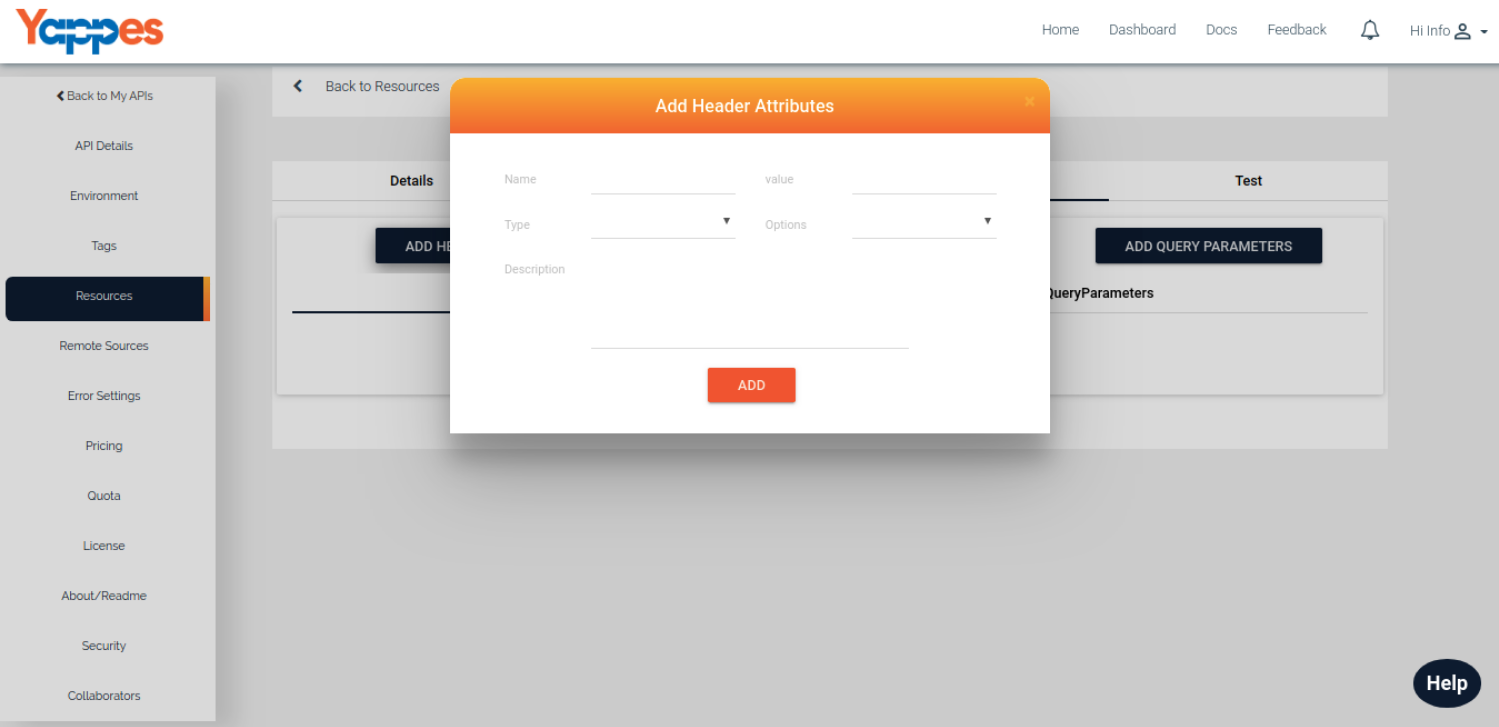 Yappes
Home Dashboard Docs Feedback Hi Info
Back to My APIs
API Details
Environment
Tags
Resources
Remote Sources
Error Settings
Pricing
Quota
License
About/Readme
Security
Collaborators
Back to Resources
Details Test
ADD HE ADD QUERY PARAMETERS
QueryParameters
Add Header Attributes ×
Name value
Type Options
Description
ADD
Help